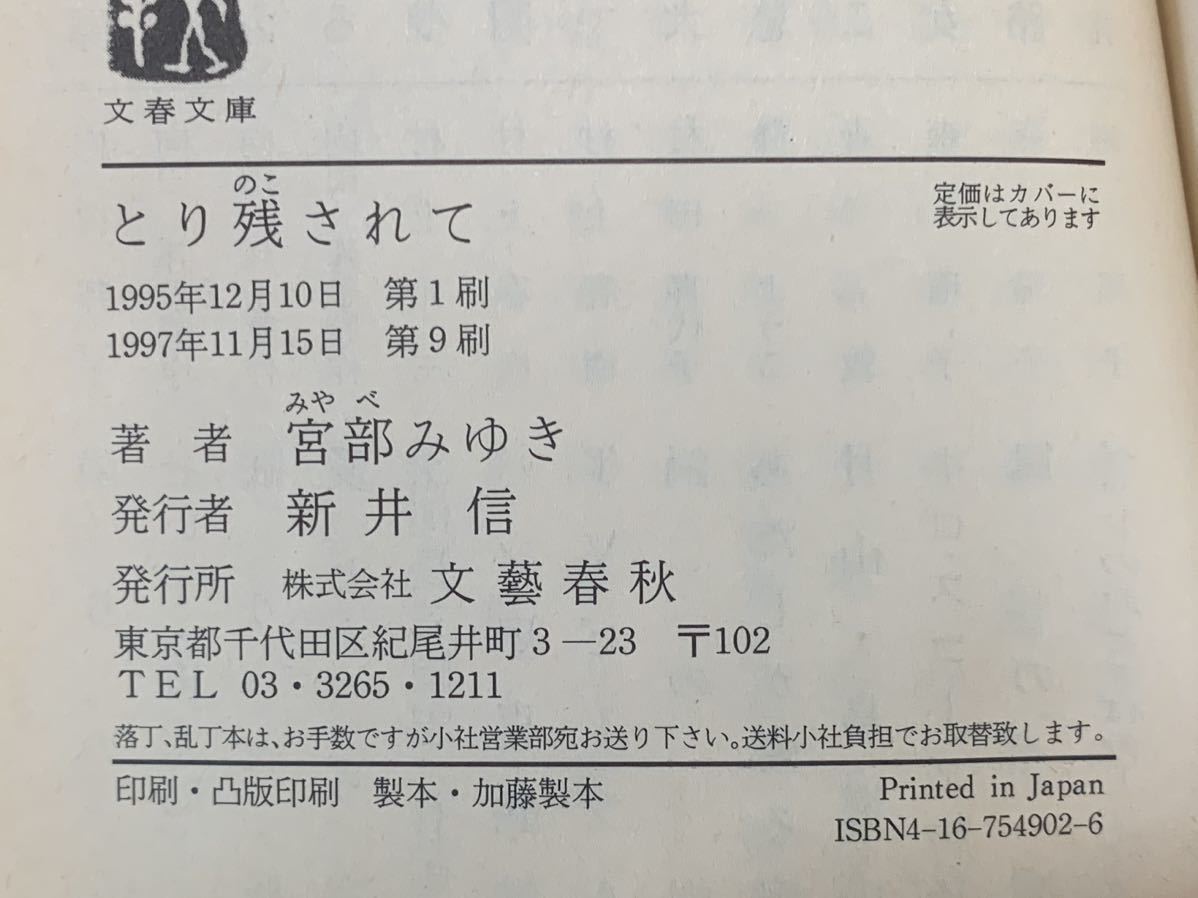 文春文庫
のこ
とり残されて
定価はカバーに
表示してあります
1995年12月10日　第1刷
1997年11月15日　第9刷
みやべ
著　者　宮部みゆき
発行者　新井　信
発行所　株式会社　文藝春秋
東京都千代田区紀尾井町3―23　〒102
TEL 03・3265・1211
落丁、乱丁本は、お手数ですが小社営業部宛お送り下さい。送料小社負担でお取替致します。
印刷・凸版印刷　製本・加藤製本
Printed in Japan
ISBN4-16-754902-6